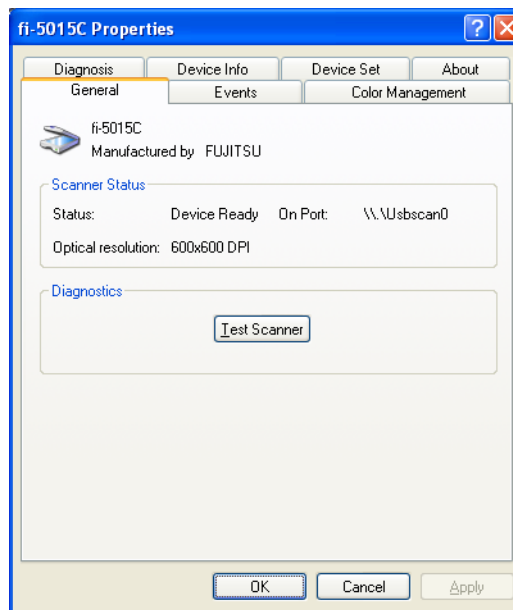 fi-5015C Properties
Diagnosis Device Info Device Set About
General Events Color Management
fi-5015C
Manufactured by FUJITSU
Scanner Status
Status: Device Ready On Port: \\.\Usbscan0
Optical resolution: 600x600 DPI
Diagnostics
Test Scanner
OK Cancel Apply